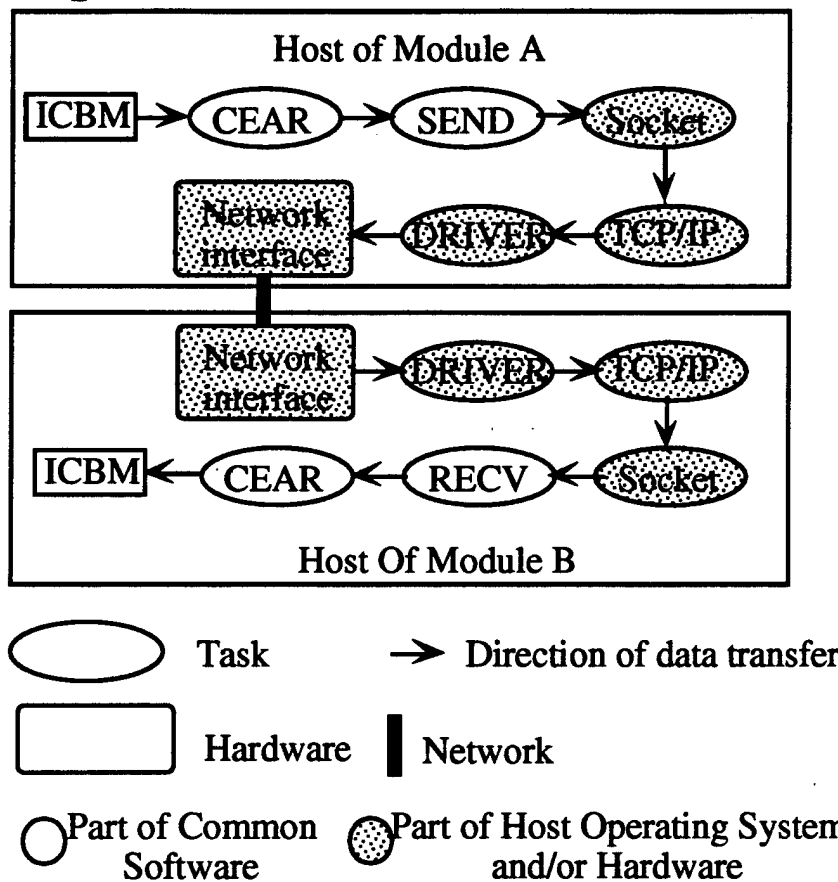 Host of Module A
ICBM
CEAR
SEND
Socket
Network
interface
DRIVER
TCP/IP
Network
interface
DRIVER
TCP/IP
ICBM
CEAR
RECV
Socket
Host Of Module B
Task
Direction of data transfer
Hardware
Network
Part of Common
Software
Part of Host Operating System
and/or Hardware